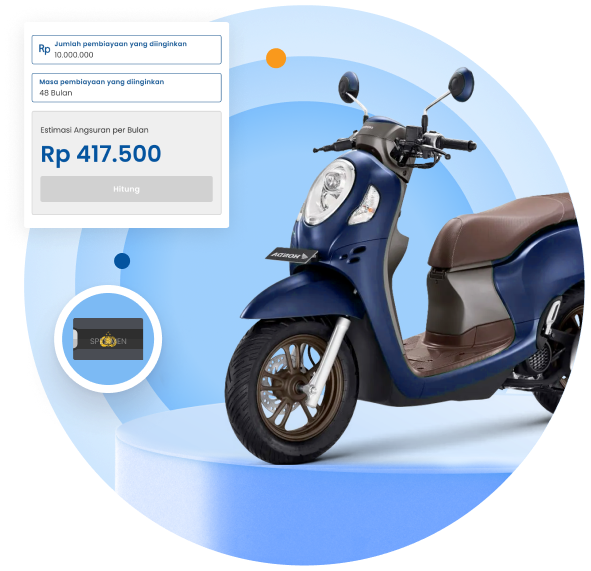 Jumlah pembiayaan yang diinginkan
Rp 10.000.000
Masa pembiayaan yang diinginkan
48 Bulan
Estimasi Angsuran per Bulan
Rp 417.500
Hitung
HONDA